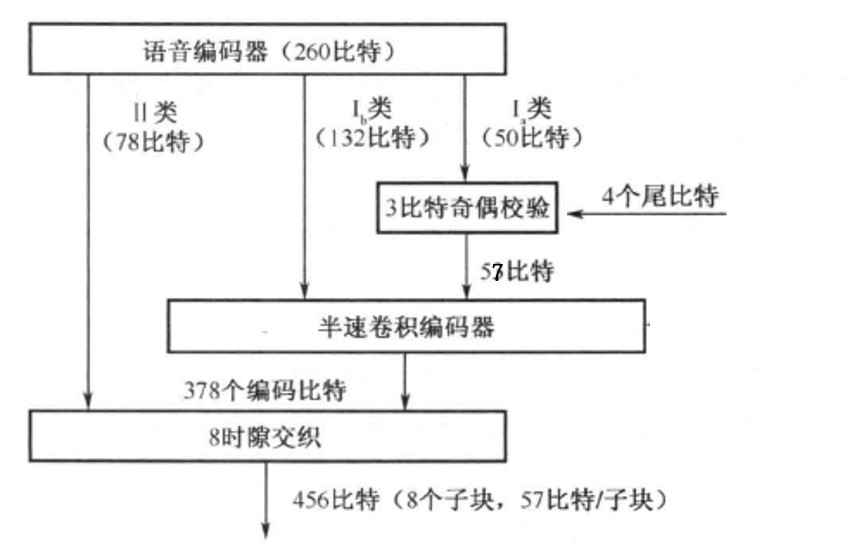 语音编码器（260比特）
II类
（78比特）
Ib类
（132比特）
Ia类
（50比特）
3比特奇偶校验
4个尾比特
57比特
半速卷积编码器
378个编码比特
8时隙交织
456比特（8个子块，57比特/子块）